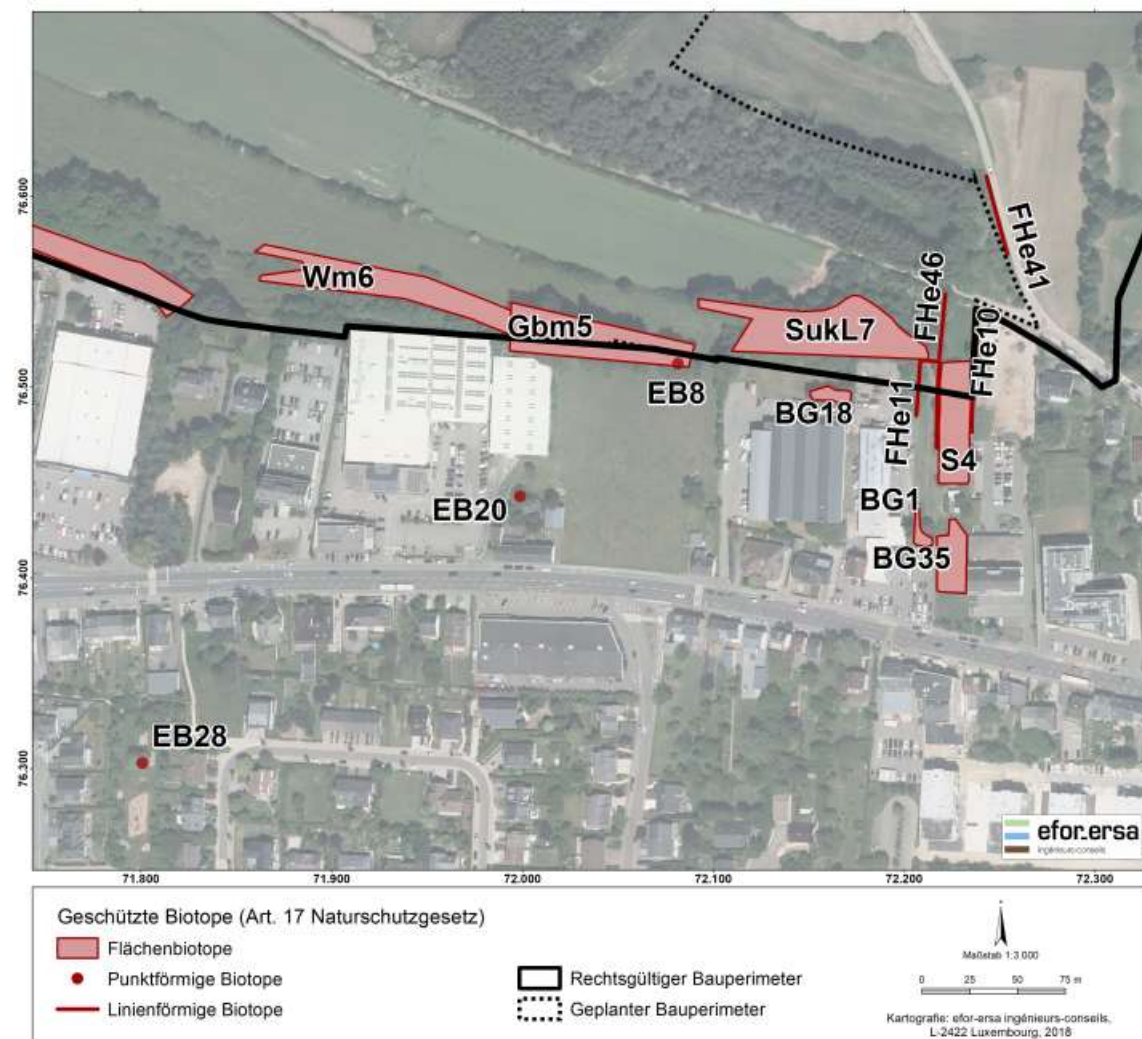 76.600
76.500
76.400
76.300
FHe41
FHe46
Wm6
Gbm5
SukL7
FHe10
EB8
BG18
FHe11
S4
EB20
BG1
BG35
EB28
efor-ersa
ingénieurs-conseils
71.800
71.900
72.000
72.100
72.200
72.300
Geschützte Biotope (Art. 17 Naturschutzgesetz)
Flächenbiotope
Punktförmige Biotope
Linienförmige Biotope
Rechtsgültiger Bauperimeter
Geplanter Bauperimeter
Maßstab 1:3 000
0 25 50 75 m
Kartografie: efor-ersa ingénieurs-conseils,
L-2422 Luxembourg, 2018